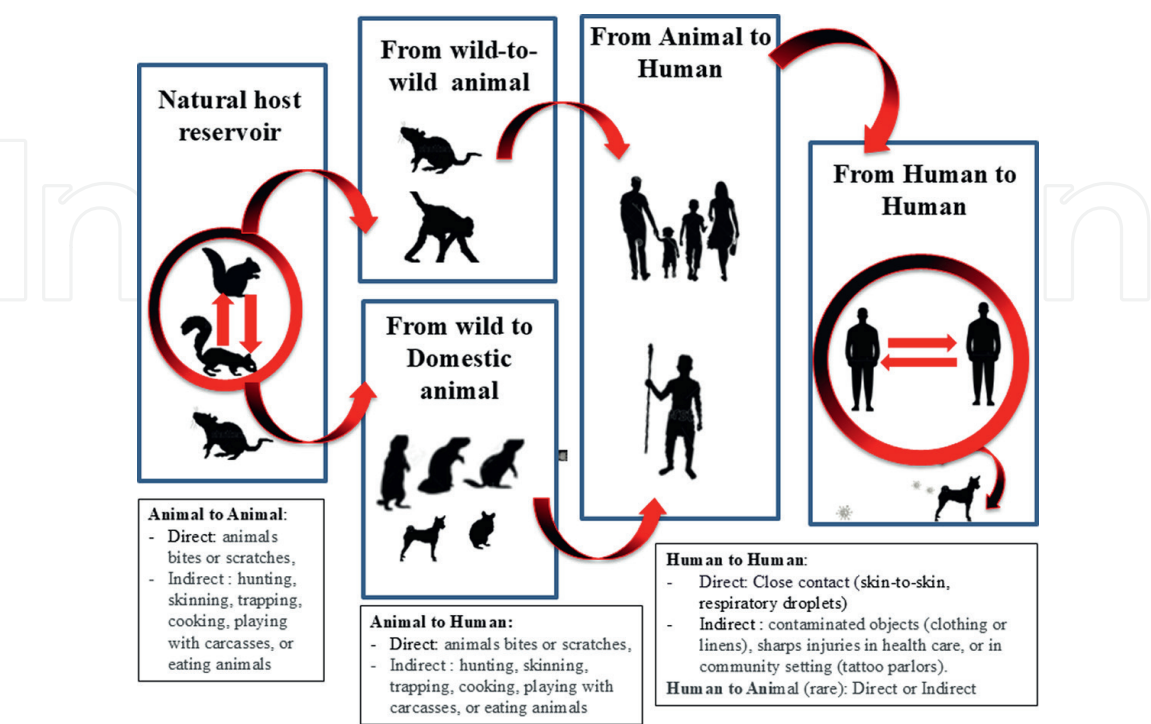 Natural host
reservoir
From wild-to-
wild animal
From wild to
Domestic
animal
From Animal to
Human
From Human to
Human
Animal to Animal:
- Direct: animals
bites or scratches,
- Indirect : hunting,
skinning, trapping,
cooking, playing
with carcasses, or
eating animals
Animal to Human:
- Direct: animals bites or scratches,
- Indirect : hunting, skinning,
trapping, cooking, playing with
carcasses, or eating animals
Human to Human:
- Direct: Close contact (skin-to-skin,
respiratory droplets)
- Indirect : contaminated objects (clothing or
linens), sharps injuries in health care, or in
community setting (tattoo parlors).
Human to Animal (rare): Direct or Indirect